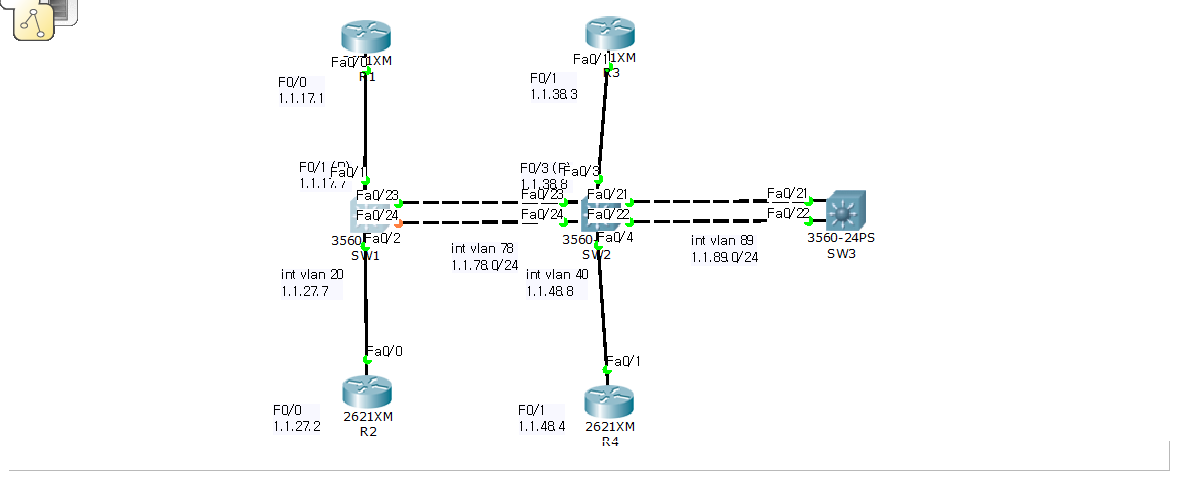 Fa0/0
1XM
R1
F0/0
1.1.17.1
Fa0/1
1XM
R3
F0/1
1.1.38.3
F0/1
Fa0/1
1.1.17.7
F0/3
Fa0/3
1.1.38.8
Fa0/23
Fa0/24
3560
SW1
Fa0/2
Fa0/23
Fa0/24
Fa0/21
Fa0/22
3560
SW2
Fa0/4
Fa0/21
Fa0/22
3560-24PS
SW3
int vlan 78
1.1.78.0/24
int vlan 89
1.1.89.0/24
int vlan 20
1.1.27.7
int vlan 40
1.1.48.8
Fa0/0
2621XM
R2
F0/0
1.1.27.2
Fa0/1
2621XM
R4
F0/1
1.1.48.4